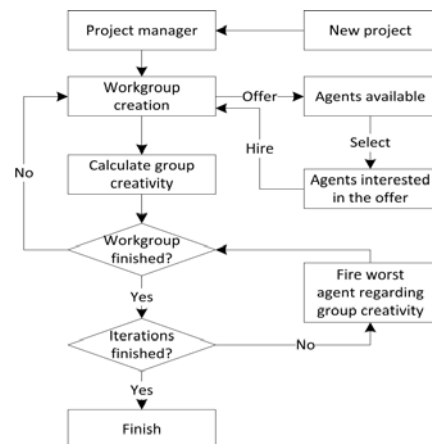 Project manager
New project
Workgroup
creation
Offer
Agents available
Select
Hire
No
Calculate group
creativity
Agents interested
in the offer
Workgroup
finished?
Fire worst
agent regarding
group creativity
Yes
Iterations
finished?
No
Yes
Finish